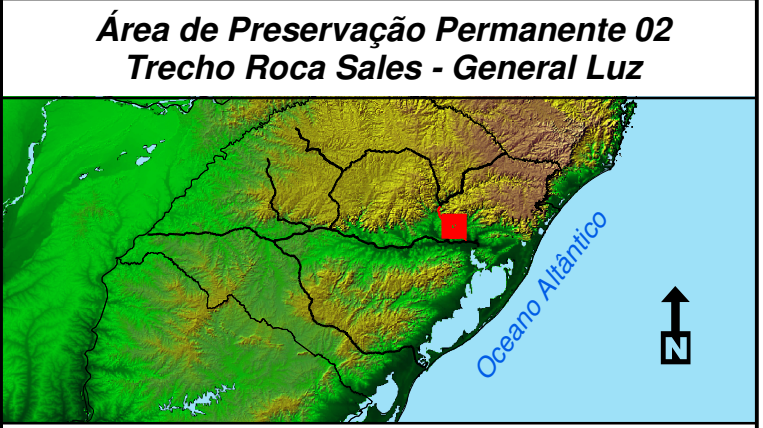 Área de Preservação Permanente 02
Trecho Roca Sales - General Luz
Oceano Altântico
N